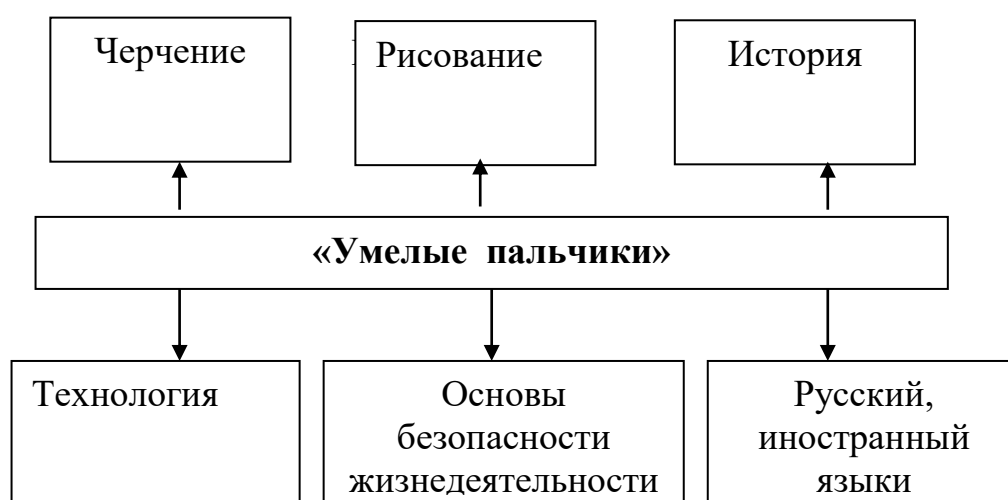 Черчение
Рисование
История
«Умелые пальчики»
Технология
Основы
безопасности
жизнедеятельности
Русский,
иностранный
языки